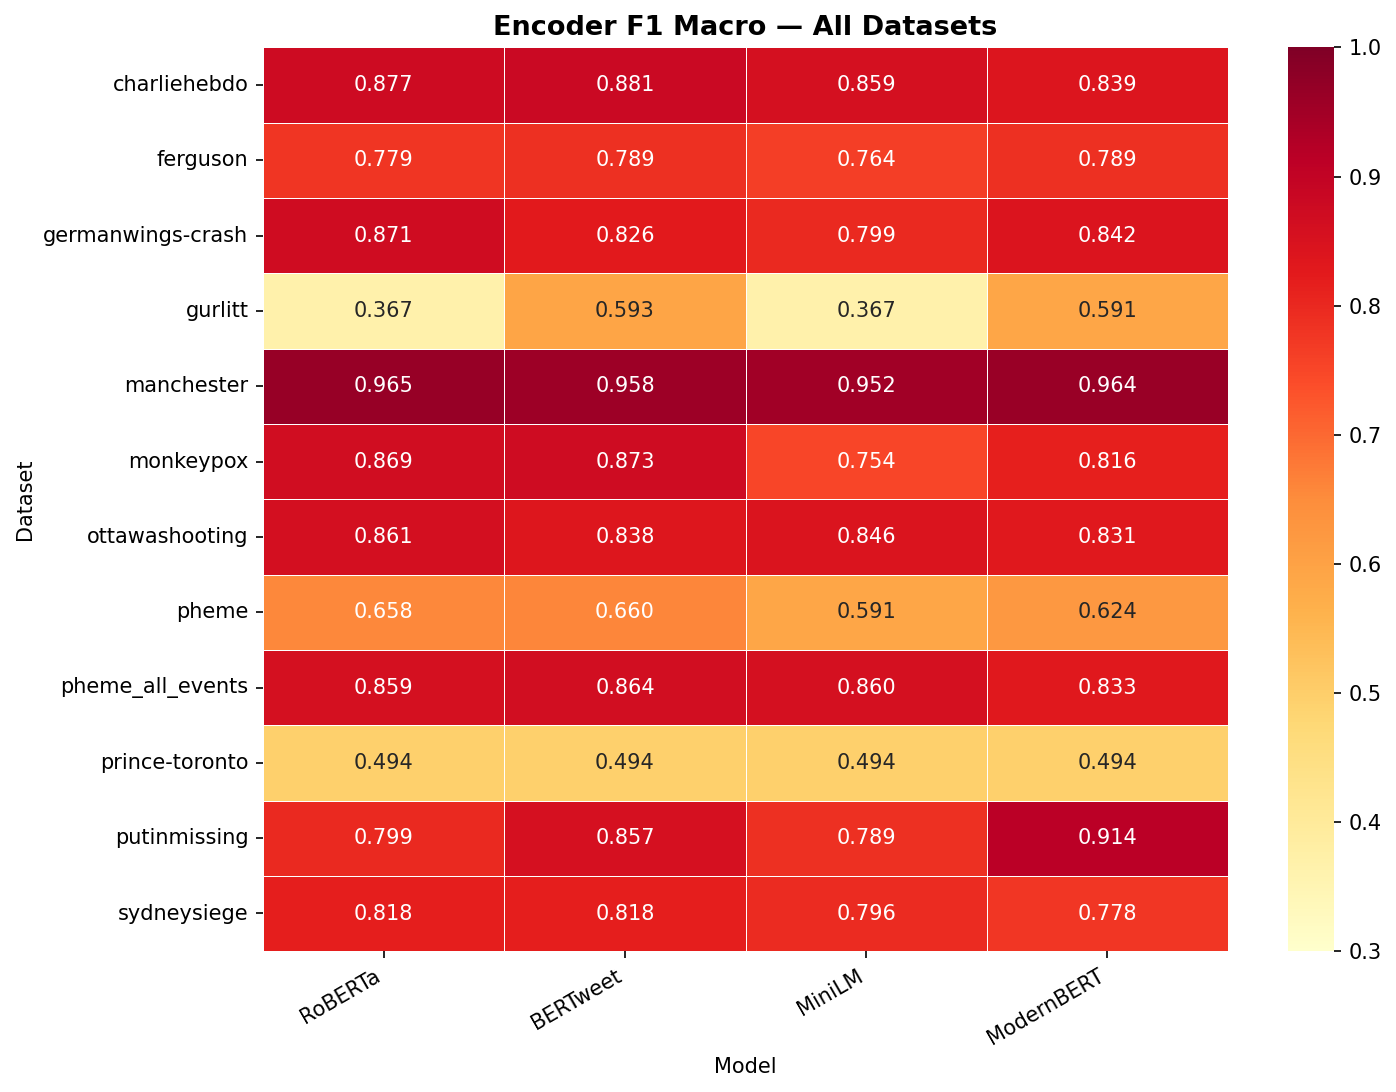 Encoder F1 Macro — All Datasets
charliehebdo 0.877 0.881 0.859 0.839
ferguson 0.779 0.789 0.764 0.789
germanwings-crash 0.871 0.826 0.799 0.842
gurlitt 0.367 0.593 0.367 0.591
manchester 0.965 0.958 0.952 0.964
monkeypox 0.869 0.873 0.754 0.816
ottawashooting 0.861 0.838 0.846 0.831
pheme 0.658 0.660 0.591 0.624
pheme_all_events 0.859 0.864 0.860 0.833
prince-toronto 0.494 0.494 0.494 0.494
putinmissing 0.799 0.857 0.789 0.914
sydneysiege 0.818 0.818 0.796 0.778
Dataset
RoBERTa BERTweet MiniLM ModernBERT
Model
1.0
0.9
0.8
0.7
0.6
0.5
0.4
0.3